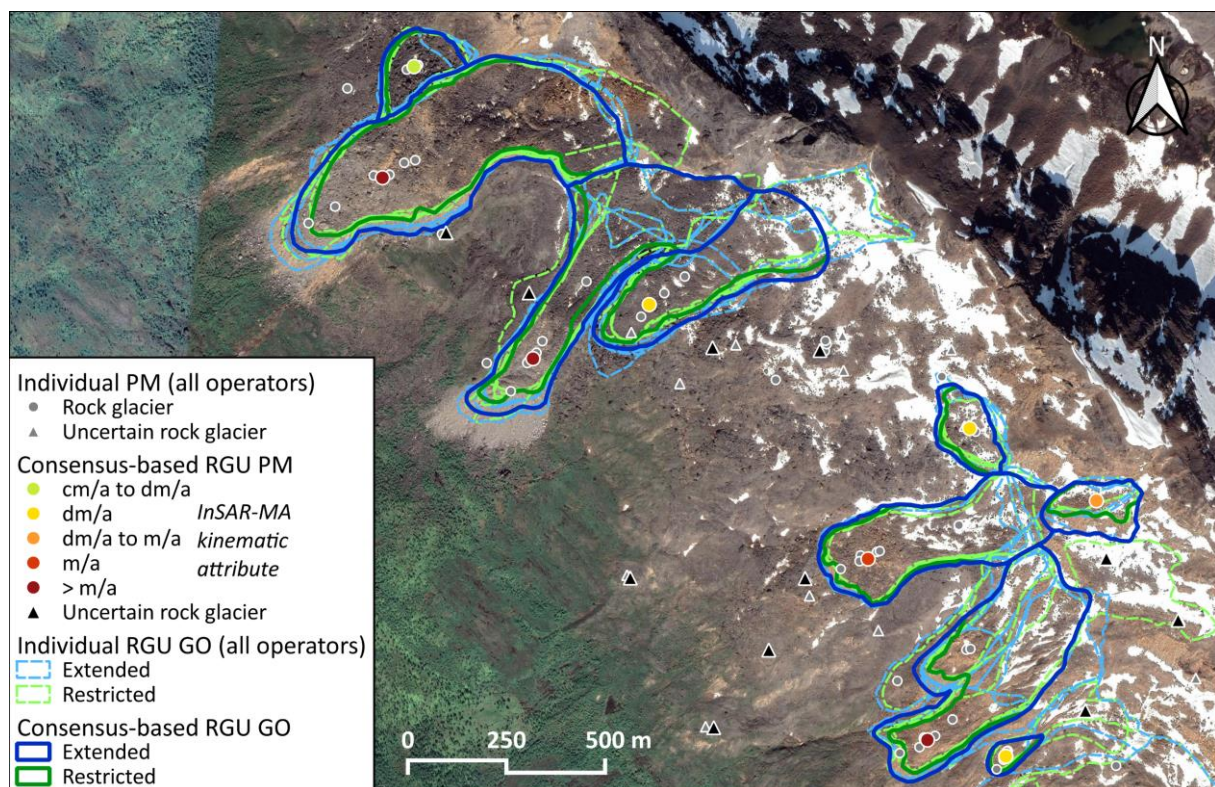 N
Individual PM (all operators)
Rock glacier
Uncertain rock glacier
Consensus-based RGU PM
cm/a to dm/a
dm/a InSAR-MA
dm/a to m/a kinematic
m/a attribute
> m/a
Uncertain rock glacier
Individual RGU GO (all operators)
Extended
Restricted
Consensus-based RGU GO
Extended
Restricted
0 250 500 m